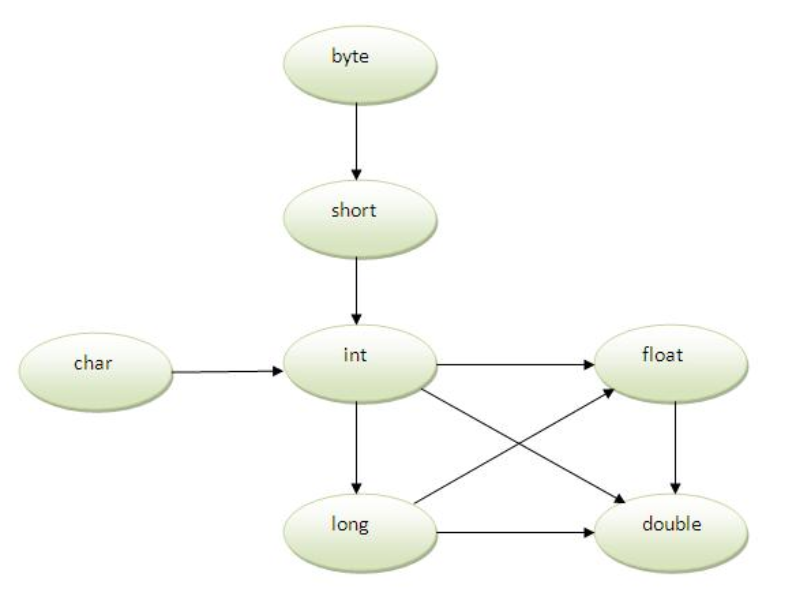 byte
short
char
int
float
long
double